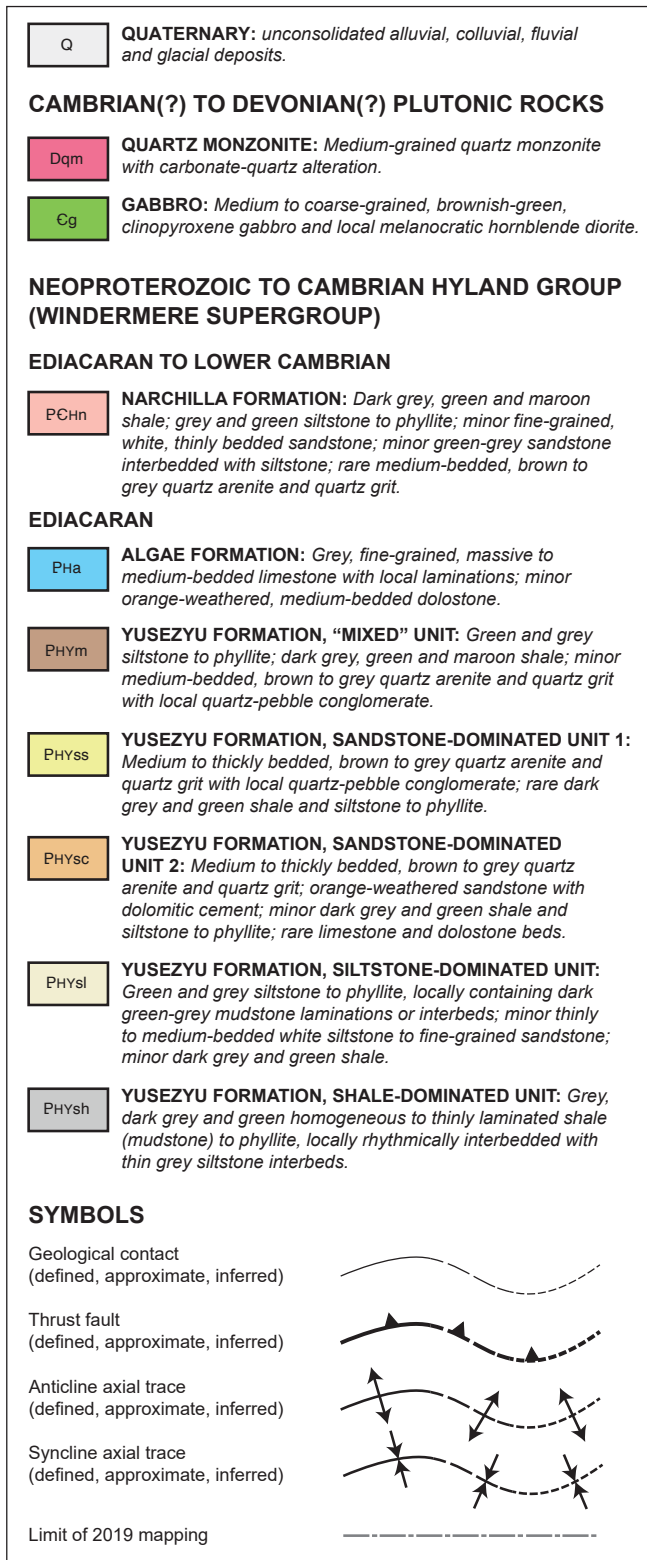 Q
QUATERNARY: unconsolidated alluvial, colluvial, fluvial
and glacial deposits.
CAMBRIAN(?) TO DEVONIAN(?) PLUTONIC ROCKS
Dqm
QUARTZ MONZONITE: Medium-grained quartz monzonite
with carbonate-quartz alteration.
Ꞓg
GABBRO: Medium to coarse-grained, brownish-green,
clinopyroxene gabbro and local melanocratic hornblende diorite.
NEOPROTEROZOIC TO CAMBRIAN HYLAND GROUP
(WINDERMERE SUPERGROUP)
EDIACARAN TO LOWER CAMBRIAN
PꞒHn
NARCHILLA FORMATION: Dark grey, green and maroon
shale; grey and green siltstone to phyllite; minor fine-grained,
white, thinly bedded sandstone; minor green-grey sandstone
interbedded with siltstone; rare medium-bedded, brown to
grey quartz arenite and quartz grit.
EDIACARAN
PHa
ALGAE FORMATION: Grey, fine-grained, massive to
medium-bedded limestone with local laminations; minor
orange-weathered, medium-bedded dolostone.
PHYm
YUSEZYU FORMATION, “MIXED” UNIT: Green and grey
siltstone to phyllite; dark grey, green and maroon shale; minor
medium-bedded, brown to grey quartz arenite and quartz grit
with local quartz-pebble conglomerate.
PHYss
YUSEZYU FORMATION, SANDSTONE-DOMINATED UNIT 1:
Medium to thickly bedded, brown to grey quartz arenite and
quartz grit with local quartz-pebble conglomerate; rare dark
grey and green shale and siltstone to phyllite.
PHYsc
YUSEZYU FORMATION, SANDSTONE-DOMINATED
UNIT 2: Medium to thickly bedded, brown to grey quartz
arenite and quartz grit; orange-weathered sandstone with
dolomitic cement; minor dark grey and green shale and
siltstone to phyllite; rare limestone and dolostone beds.
PHYsl
YUSEZYU FORMATION, SILTSTONE-DOMINATED UNIT:
Green and grey siltstone to phyllite, locally containing dark
green-grey mudstone laminations or interbeds; minor thinly
to medium-bedded white siltstone to fine-grained sandstone;
minor dark grey and green shale.
PHYsh
YUSEZYU FORMATION, SHALE-DOMINATED UNIT: Grey,
dark grey and green homogeneous to thinly laminated shale
(mudstone) to phyllite, locally rhythmically interbedded with
thin grey siltstone interbeds.
SYMBOLS
Geological contact
(defined, approximate, inferred)
Thrust fault
(defined, approximate, inferred)
Anticline axial trace
(defined, approximate, inferred)
Syncline axial trace
(defined, approximate, inferred)
Limit of 2019 mapping